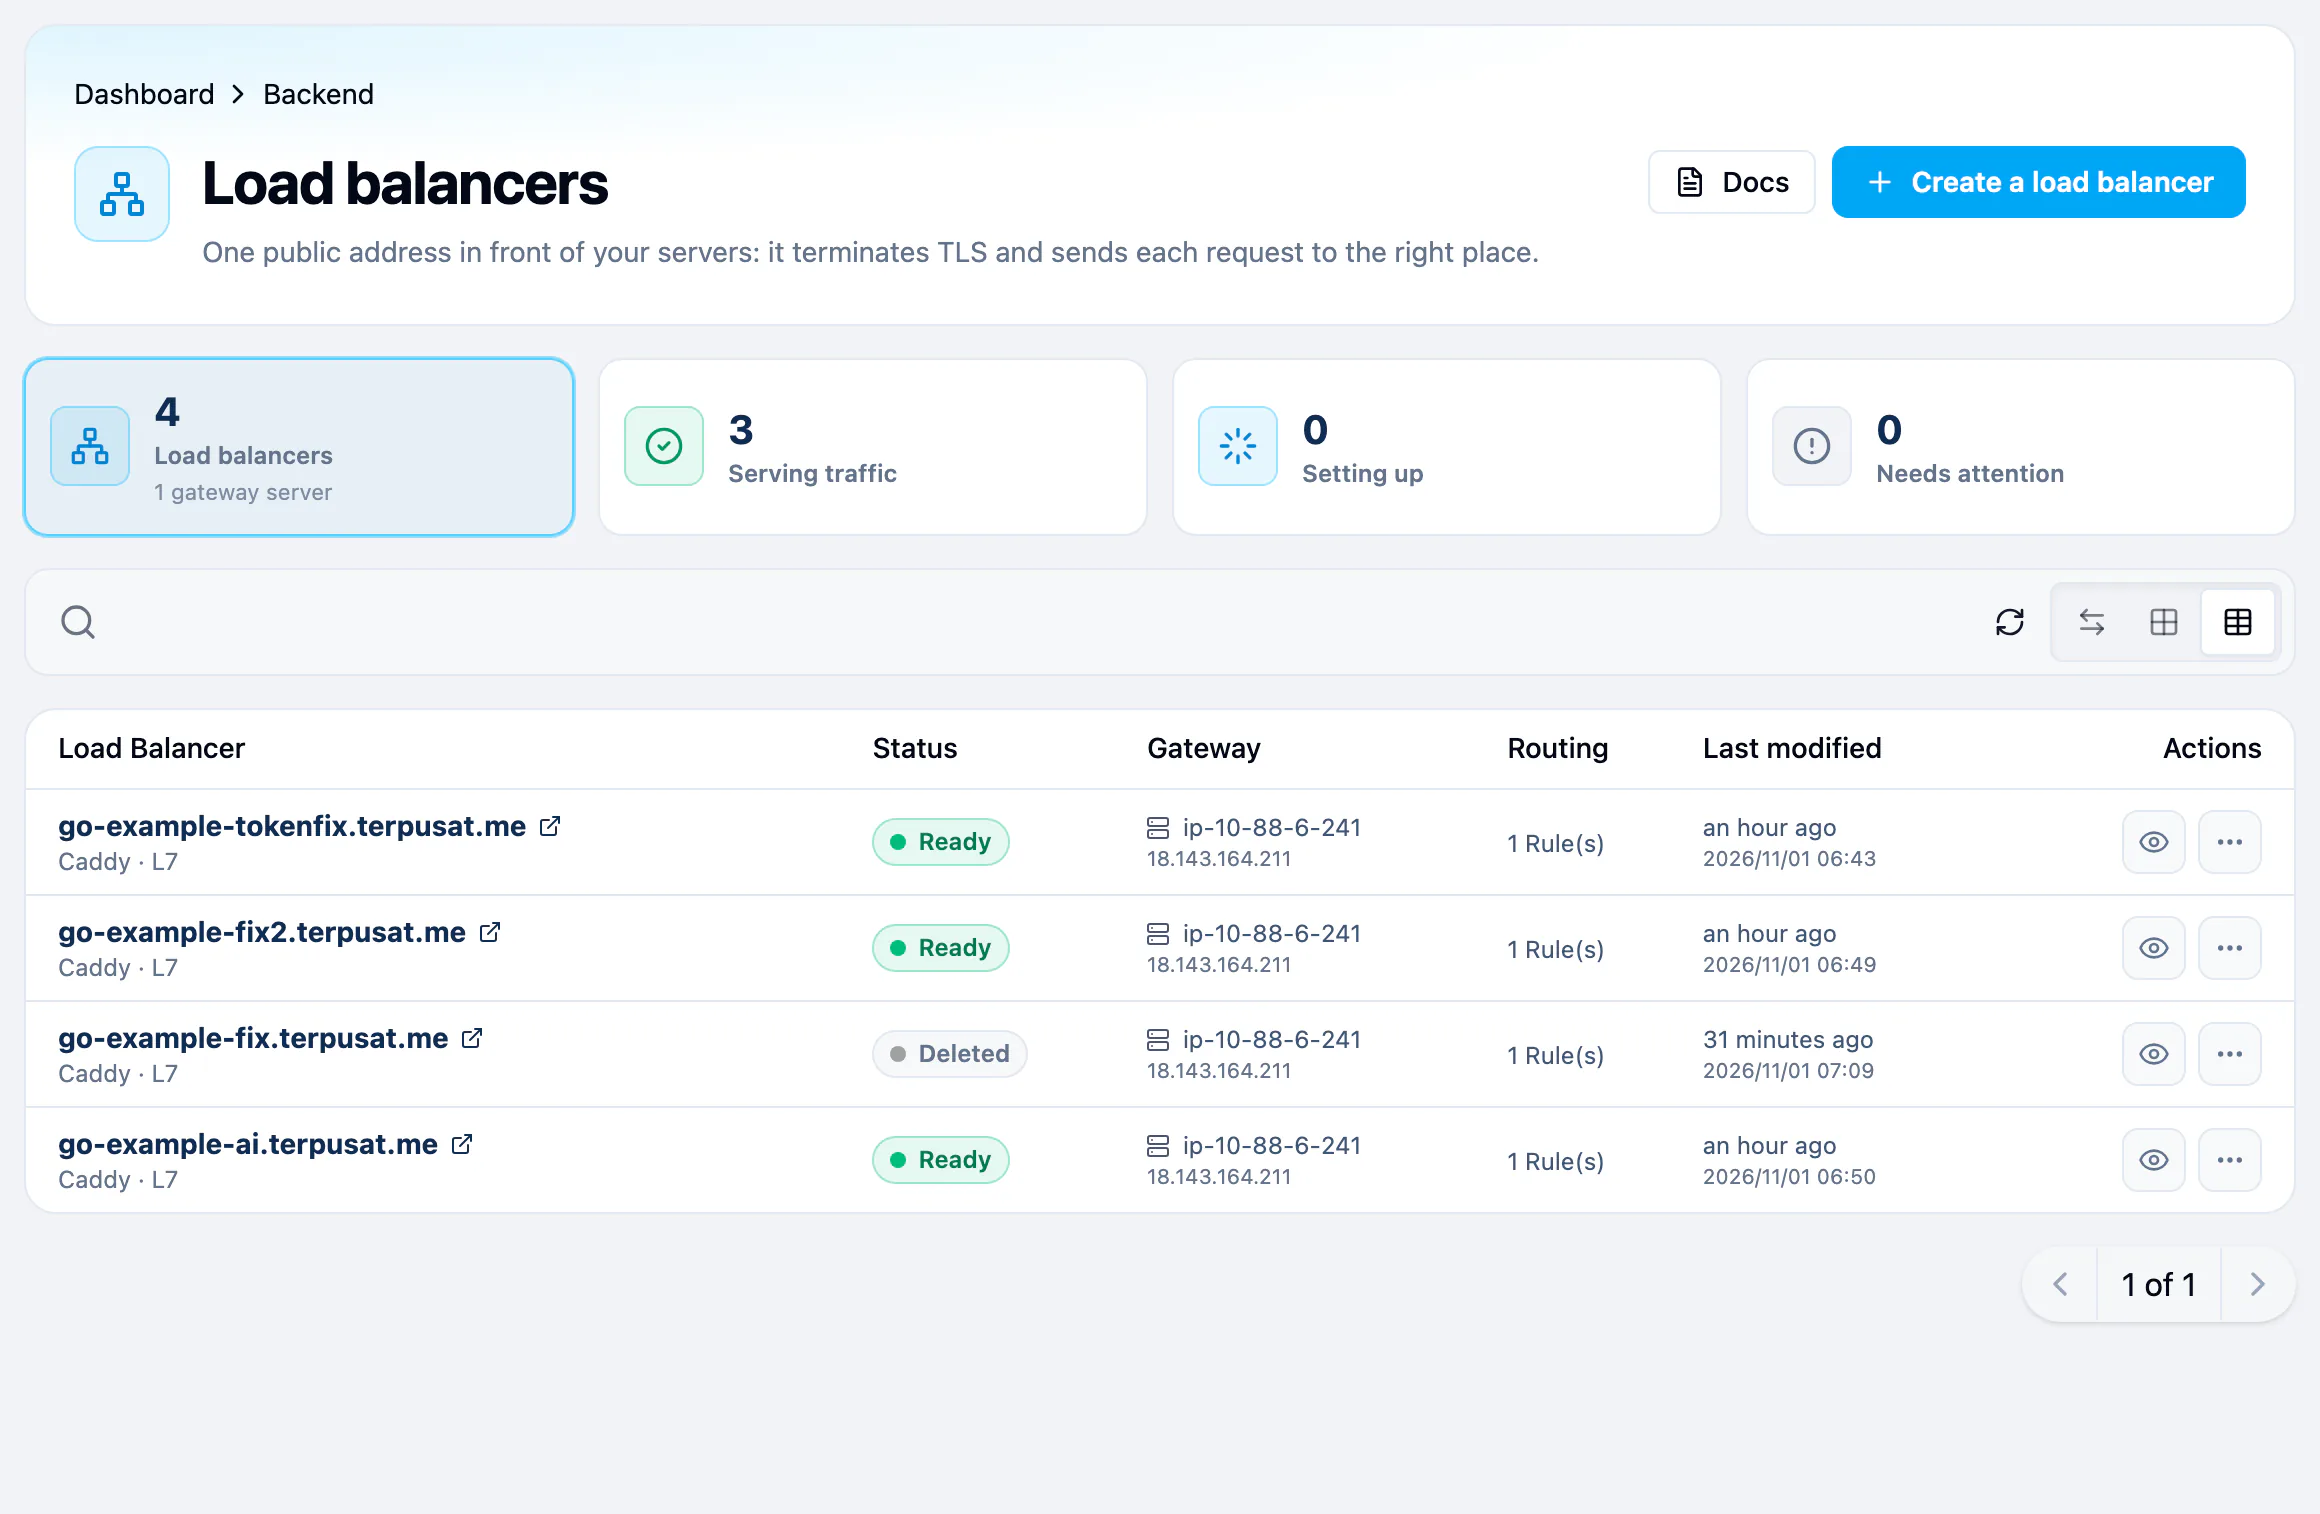 Dashboard > Backend
Load balancers
One public address in front of your servers: it terminates TLS and sends each request to the right place.
Docs
+ Create a load balancer
4
Load balancers
1 gateway server
3
Serving traffic
0
Setting up
0
Needs attention
Load Balancer Status Gateway Routing Last modified Actions
go-example-tokenfix.terpusat.me
Caddy · L7
Ready
ip-10-88-6-241
18.143.164.211
1 Rule(s)
an hour ago
2026/11/01 06:43
go-example-fix2.terpusat.me
Caddy · L7
Ready
ip-10-88-6-241
18.143.164.211
1 Rule(s)
an hour ago
2026/11/01 06:49
go-example-fix.terpusat.me
Caddy · L7
Deleted
ip-10-88-6-241
18.143.164.211
1 Rule(s)
31 minutes ago
2026/11/01 07:09
go-example-ai.terpusat.me
Caddy · L7
Ready
ip-10-88-6-241
18.143.164.211
1 Rule(s)
an hour ago
2026/11/01 06:50
1 of 1